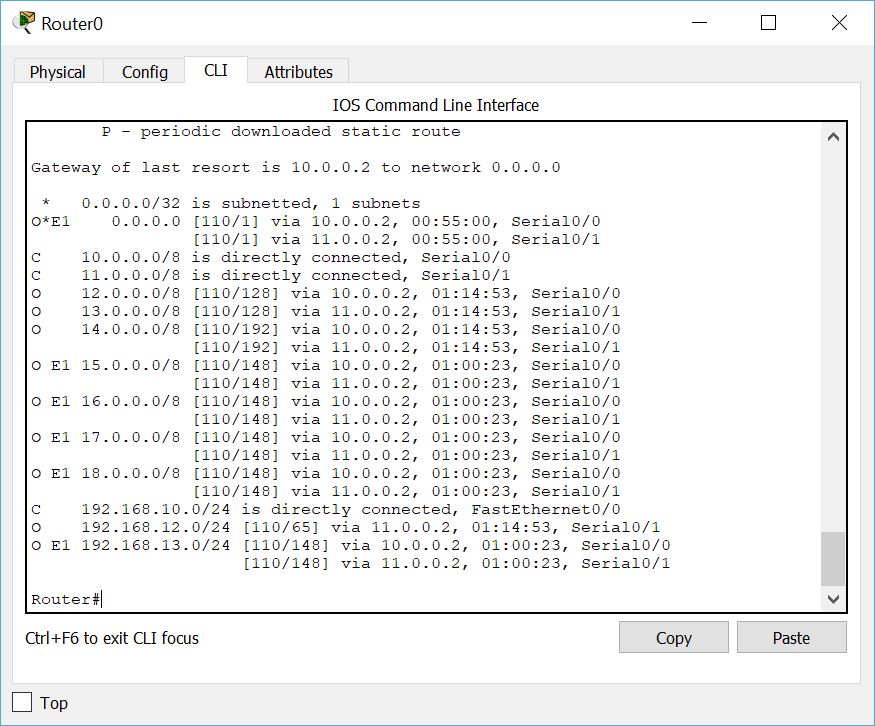 Router0
Physical Config CLI Attributes
IOS Command Line Interface
P - periodic downloaded static route
Gateway of last resort is 10.0.0.2 to network 0.0.0.0
* 0.0.0.0/32 is subnetted, 1 subnets
O*E1 0.0.0.0 [110/1] via 10.0.0.2, 00:55:00, Serial0/0
[110/1] via 11.0.0.2, 00:55:00, Serial0/1
C 10.0.0.0/8 is directly connected, Serial0/0
C 11.0.0.0/8 is directly connected, Serial0/1
O 12.0.0.0/8 [110/128] via 10.0.0.2, 01:14:53, Serial0/0
O 13.0.0.0/8 [110/128] via 11.0.0.2, 01:14:53, Serial0/1
O 14.0.0.0/8 [110/192] via 10.0.0.2, 01:14:53, Serial0/0
[110/192] via 11.0.0.2, 01:14:53, Serial0/1
O E1 15.0.0.0/8 [110/148] via 10.0.0.2, 01:00:23, Serial0/0
[110/148] via 11.0.0.2, 01:00:23, Serial0/1
O E1 16.0.0.0/8 [110/148] via 10.0.0.2, 01:00:23, Serial0/0
[110/148] via 11.0.0.2, 01:00:23, Serial0/1
O E1 17.0.0.0/8 [110/148] via 10.0.0.2, 01:00:23, Serial0/0
[110/148] via 11.0.0.2, 01:00:23, Serial0/1
O E1 18.0.0.0/8 [110/148] via 10.0.0.2, 01:00:23, Serial0/0
[110/148] via 11.0.0.2, 01:00:23, Serial0/1
C 192.168.10.0/24 is directly connected, FastEthernet0/0
O 192.168.12.0/24 [110/65] via 11.0.0.2, 01:14:53, Serial0/1
O E1 192.168.13.0/24 [110/148] via 10.0.0.2, 01:00:23, Serial0/0
[110/148] via 11.0.0.2, 01:00:23, Serial0/1
Router#
Ctrl+F6 to exit CLI focus
Copy Paste
Top